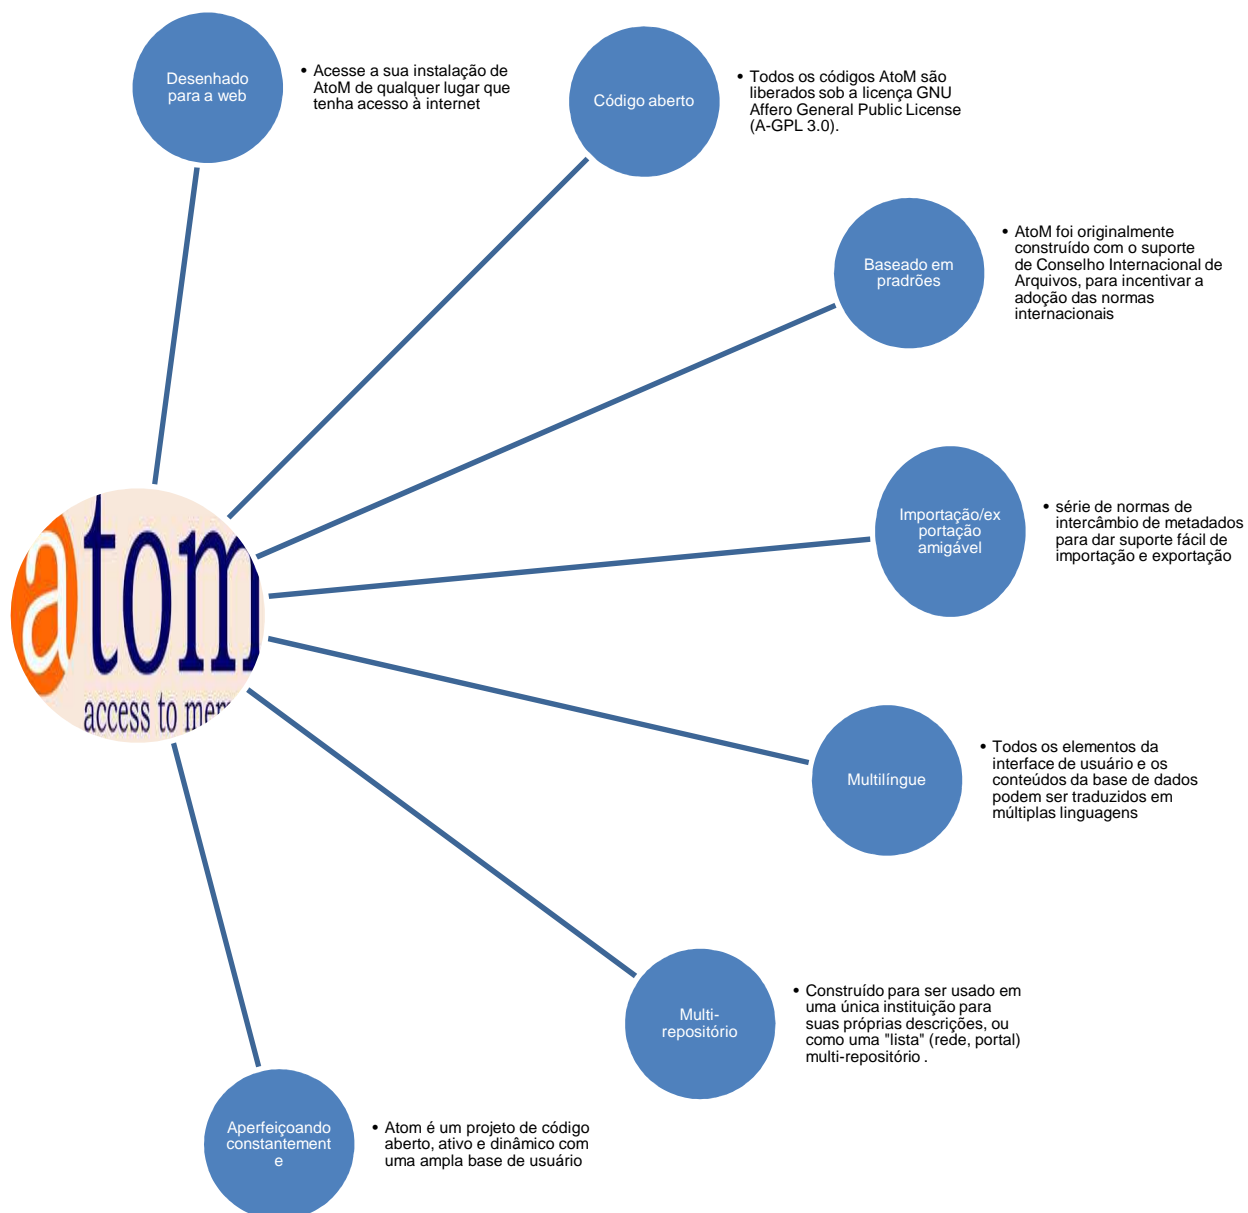 Desenhado
para a web
• Acesse a sua instalação de
AtoM de qualquer lugar que
tenha acesso à internet
Código aberto
• Todos os códigos AtoM são
liberados sob a licença GNU
Affero General Public License
(A-GPL 3.0).
Baseado em
pradrões
• AtoM foi originalmente
construído com o suporte
de Conselho Internacional de
Arquivos, para incentivar a
adoção das normas
internacionais
Importação/ex
portação
amigável
• série de normas de
intercâmbio de metadados
para dar suporte fácil de
importação e exportação
atom
access to mem
Multilíngue
• Todos os elementos da
interface de usuário e os
conteúdos da base de dados
podem ser traduzidos em
múltiplas linguagens
Multi-
repositório
• Construído para ser usado em
uma única instituição para
suas próprias descrições, ou
como uma "lista" (rede, portal)
multi-repositório .
Aperfeiçoando
constantement
e
• Atom é um projeto de código
aberto, ativo e dinâmico com
uma ampla base de usuário